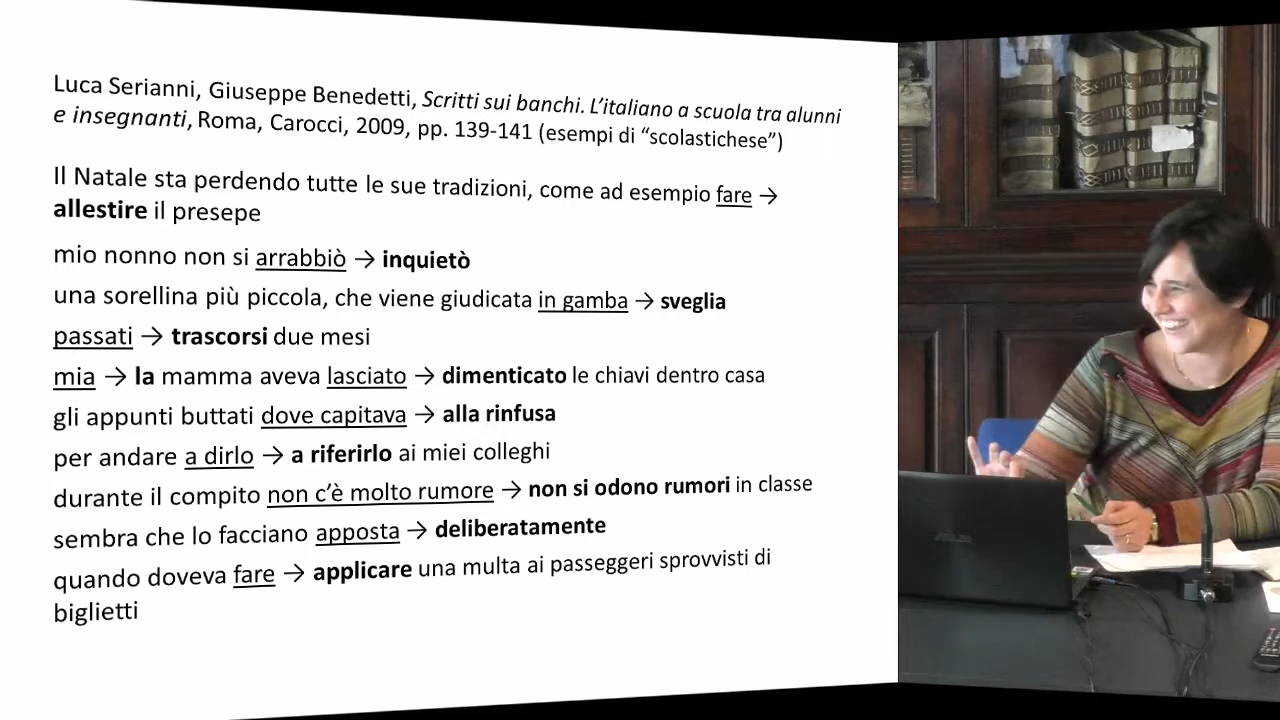 Luca Serianni, Giuseppe Benedetti, Scritti sui banchi. L’italiano a scuola tra alunni
e insegnanti, Roma, Carocci, 2009, pp. 139-141 (esempi di “scolastichese”)
Il Natale sta perdendo tutte le sue tradizioni, come ad esempio fare →
allestire il presepe
mio nonno non si arrabbiò → inquietò
una sorellina più piccola, che viene giudicata in gamba → sveglia
passati → trascorsi due mesi
mia → la mamma aveva lasciato → dimenticato le chiavi dentro casa
gli appunti buttati dove capitava → alla rinfusa
per andare a dirlo → a riferirlo ai miei colleghi
durante il compito non c’è molto rumore → non si odono rumori in classe
sembra che lo facciano apposta → deliberatamente
quando doveva fare → applicare una multa ai passeggeri sprovvisti di
biglietti
ASUS